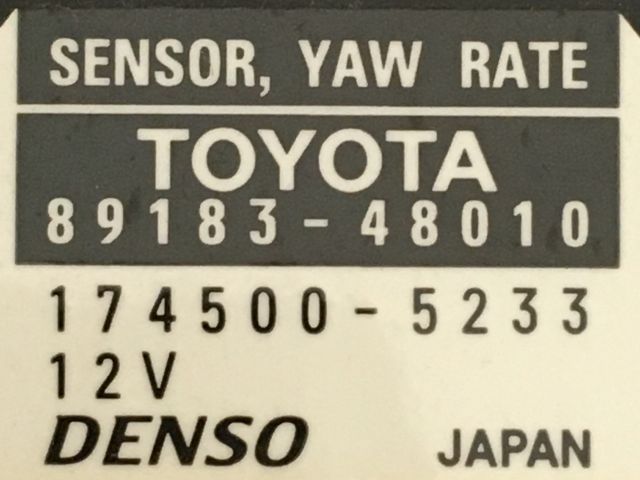 SENSOR, YAW RATE
TOYOTA
89183-48010
174500-5233
12V
DENSO JAPAN